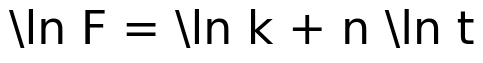 \ln F = \ln k + n \ln t